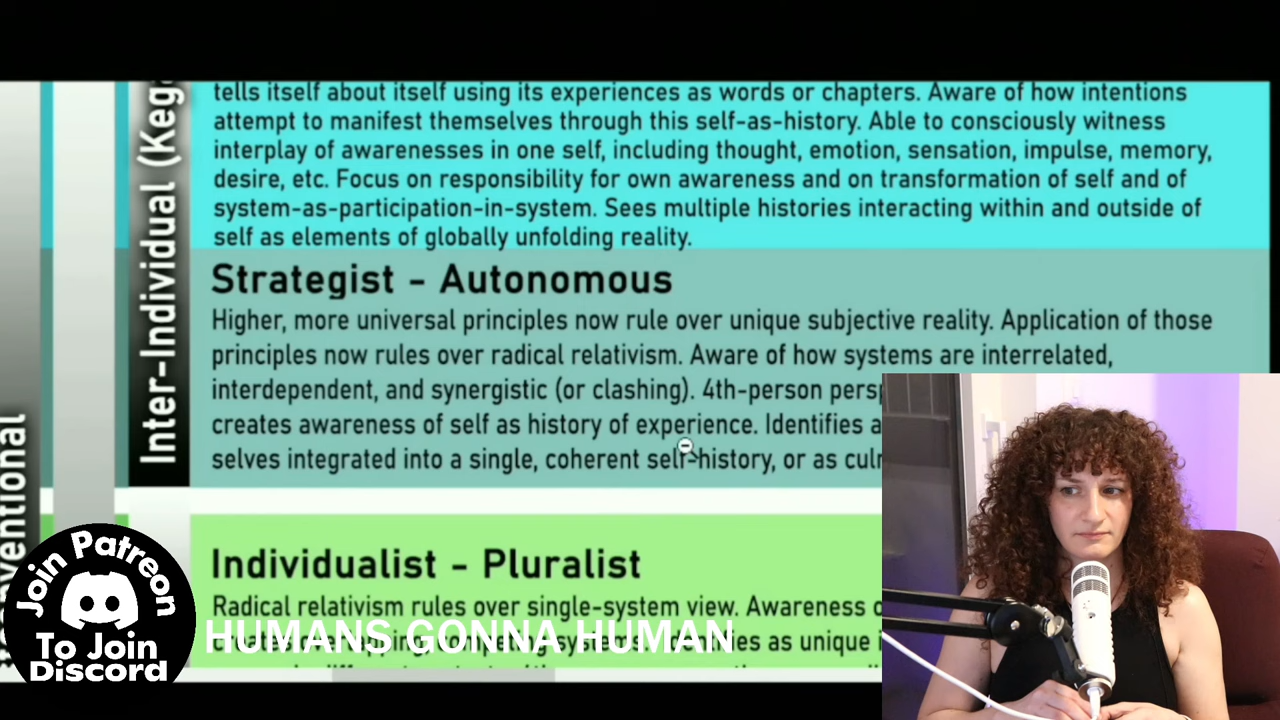 tells itself about itself using its experiences as words or chapters. Aware of how intentions
attempt to manifest themselves through this self-as-history. Able to consciously witness
interplay of awarenesses in one self, including thought, emotion, sensation, impulse, memory,
desire, etc. Focus on responsibility for own awareness and on transformation of self and of
system-as-participation-in-system. Sees multiple histories interacting within and outside of
self as elements of globally unfolding reality.
Inter-Individual (Keg
Strategist - Autonomous
Higher, more universal principles now rule over unique subjective reality. Application of those
principles now rules over radical relativism. Aware of how systems are interrelated,
interdependent, and synergistic (or clashing). 4th-person persp
creates awareness of self as history of experience. Identifies a
selves integrated into a single, coherent self-history, or as
Individualist - Pluralist
Radical relativism rules over single-system view. Awareness
competing systems. as unique
HUMANS GONNA HUMAN
Join Patreon
To Join
Discord